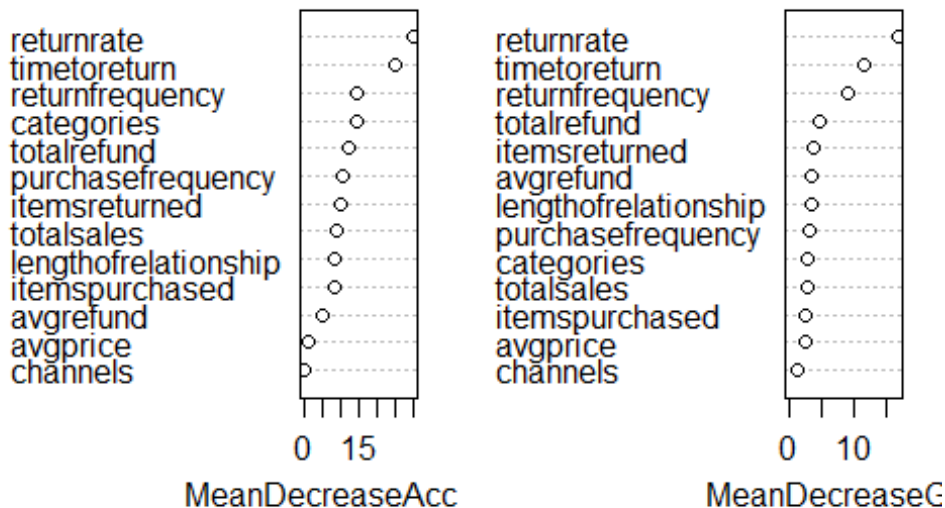 returnrate
timetoreturn
returnfrequency
categories
totalrefund
purchasefrequency
itemsreturned
totalsales
lengthofrelationship
itemspurchased
avgrefund
avgprice
channels
0 15
MeanDecreaseAcc
returnrate
timetoreturn
returnfrequency
totalrefund
itemsreturned
avgrefund
lengthofrelationship
purchasefrequency
categories
totalsales
itemspurchased
avgprice
channels
0 10
MeanDecreaseG